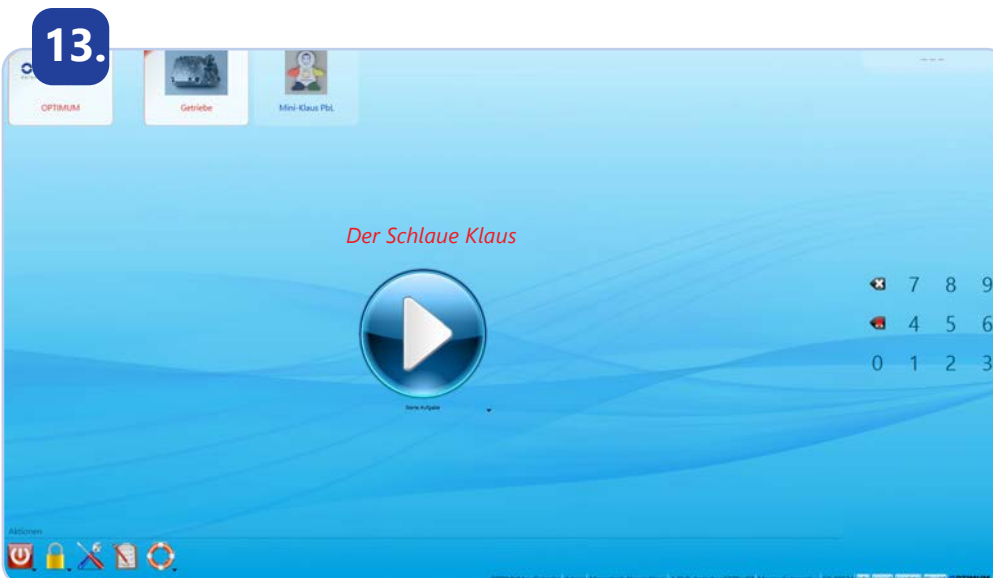 13.
OPTIMUM
Getriebe
Mini-Klaus PbL
---
Der Schlaue Klaus
7 8 9
4 5 6
0 1 2 3
Starte Aufgabe
Aktionen